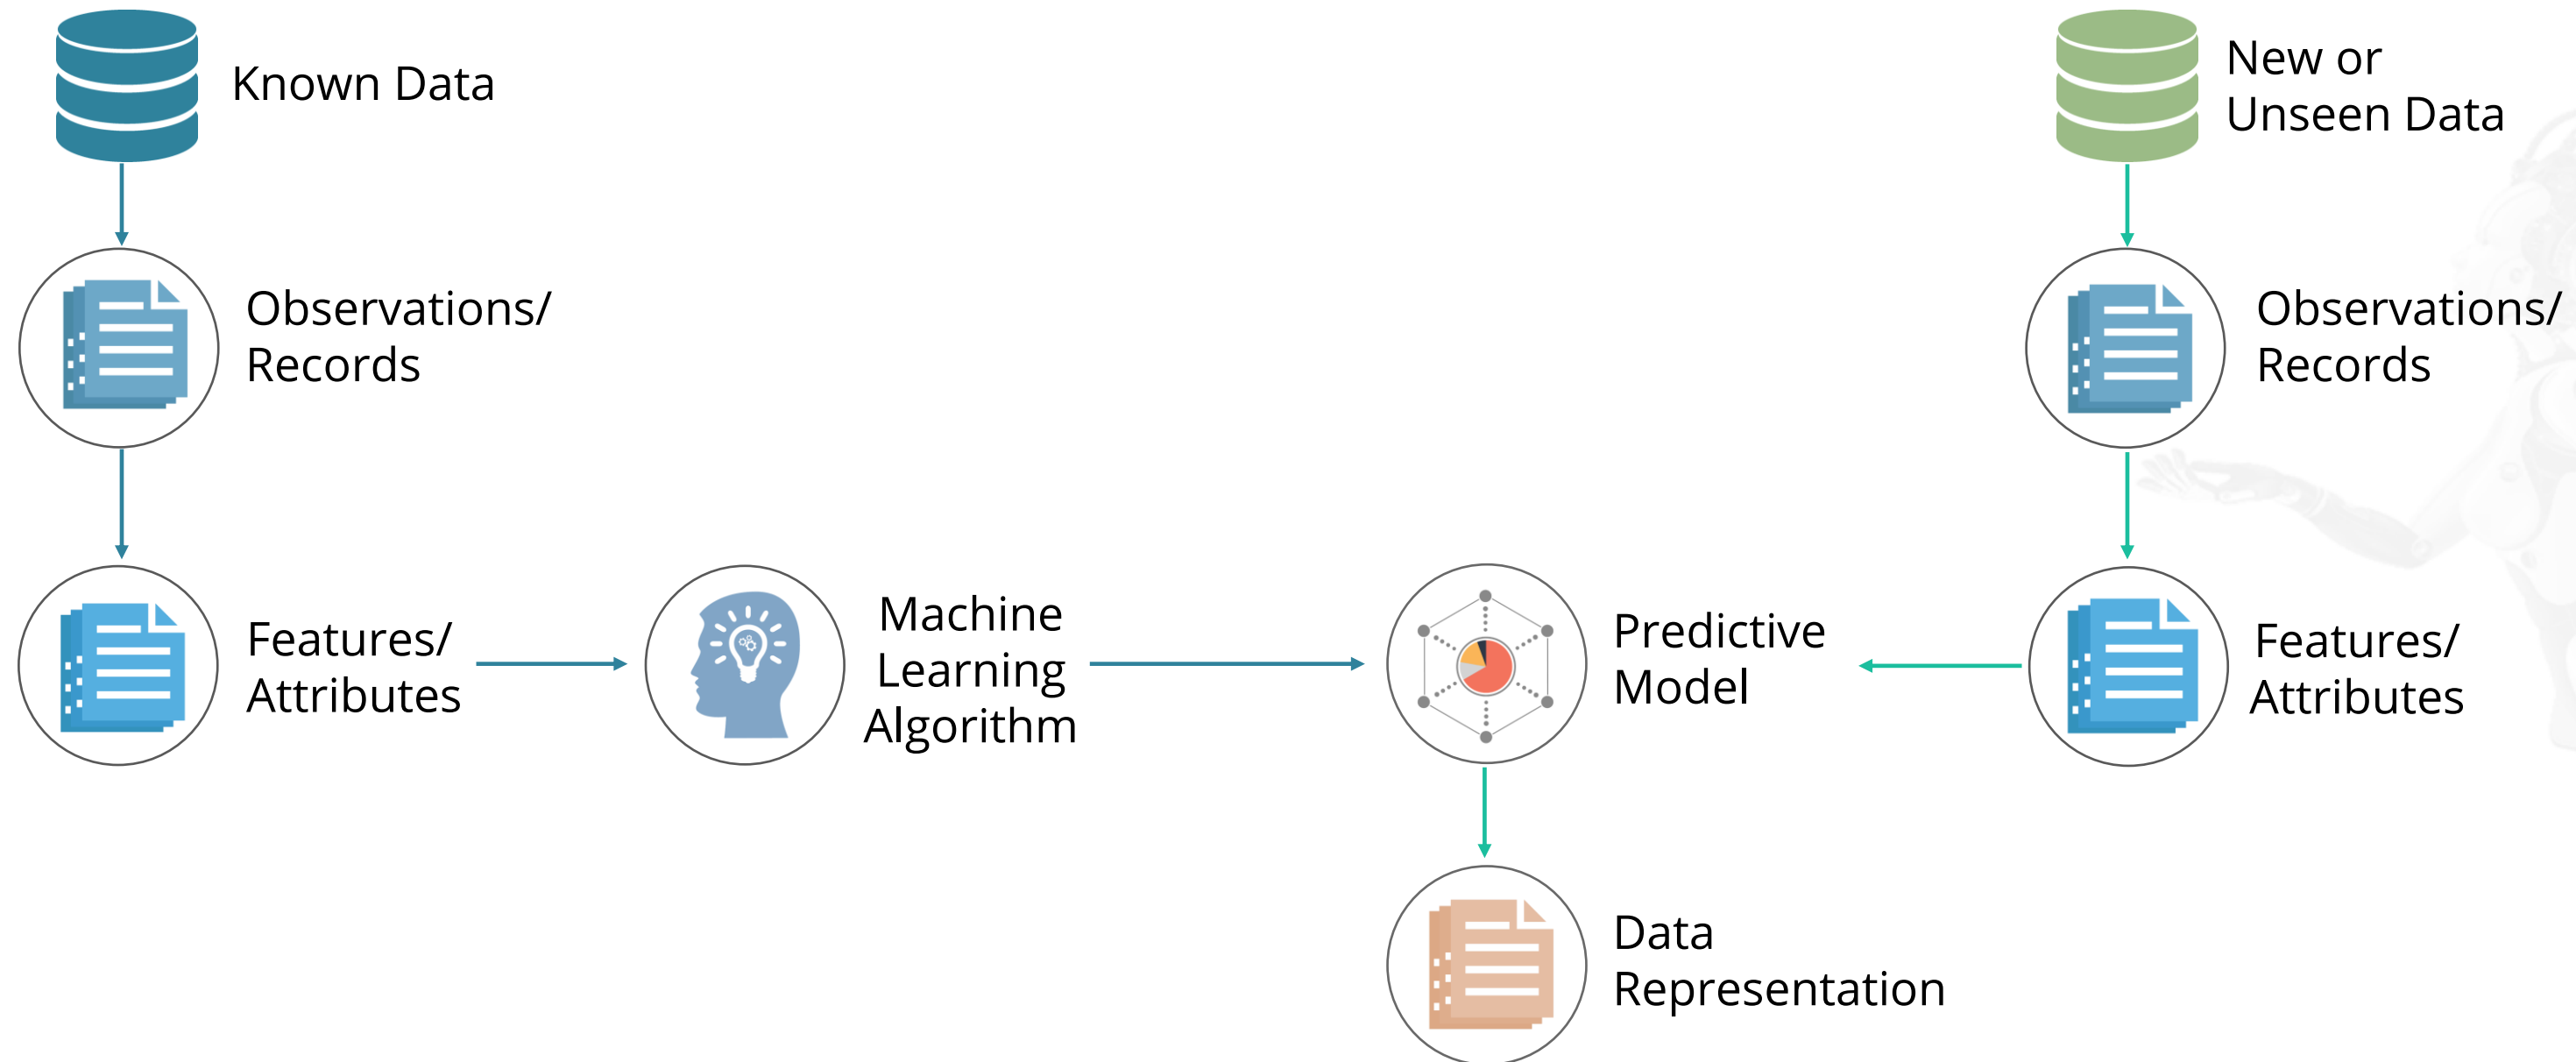 Known Data
New or
Unseen Data
Observations/
Records
Observations/
Records
Features/
Attributes
Machine
Learning
Algorithm
Predictive
Model
Features/
Attributes
Data
Representation